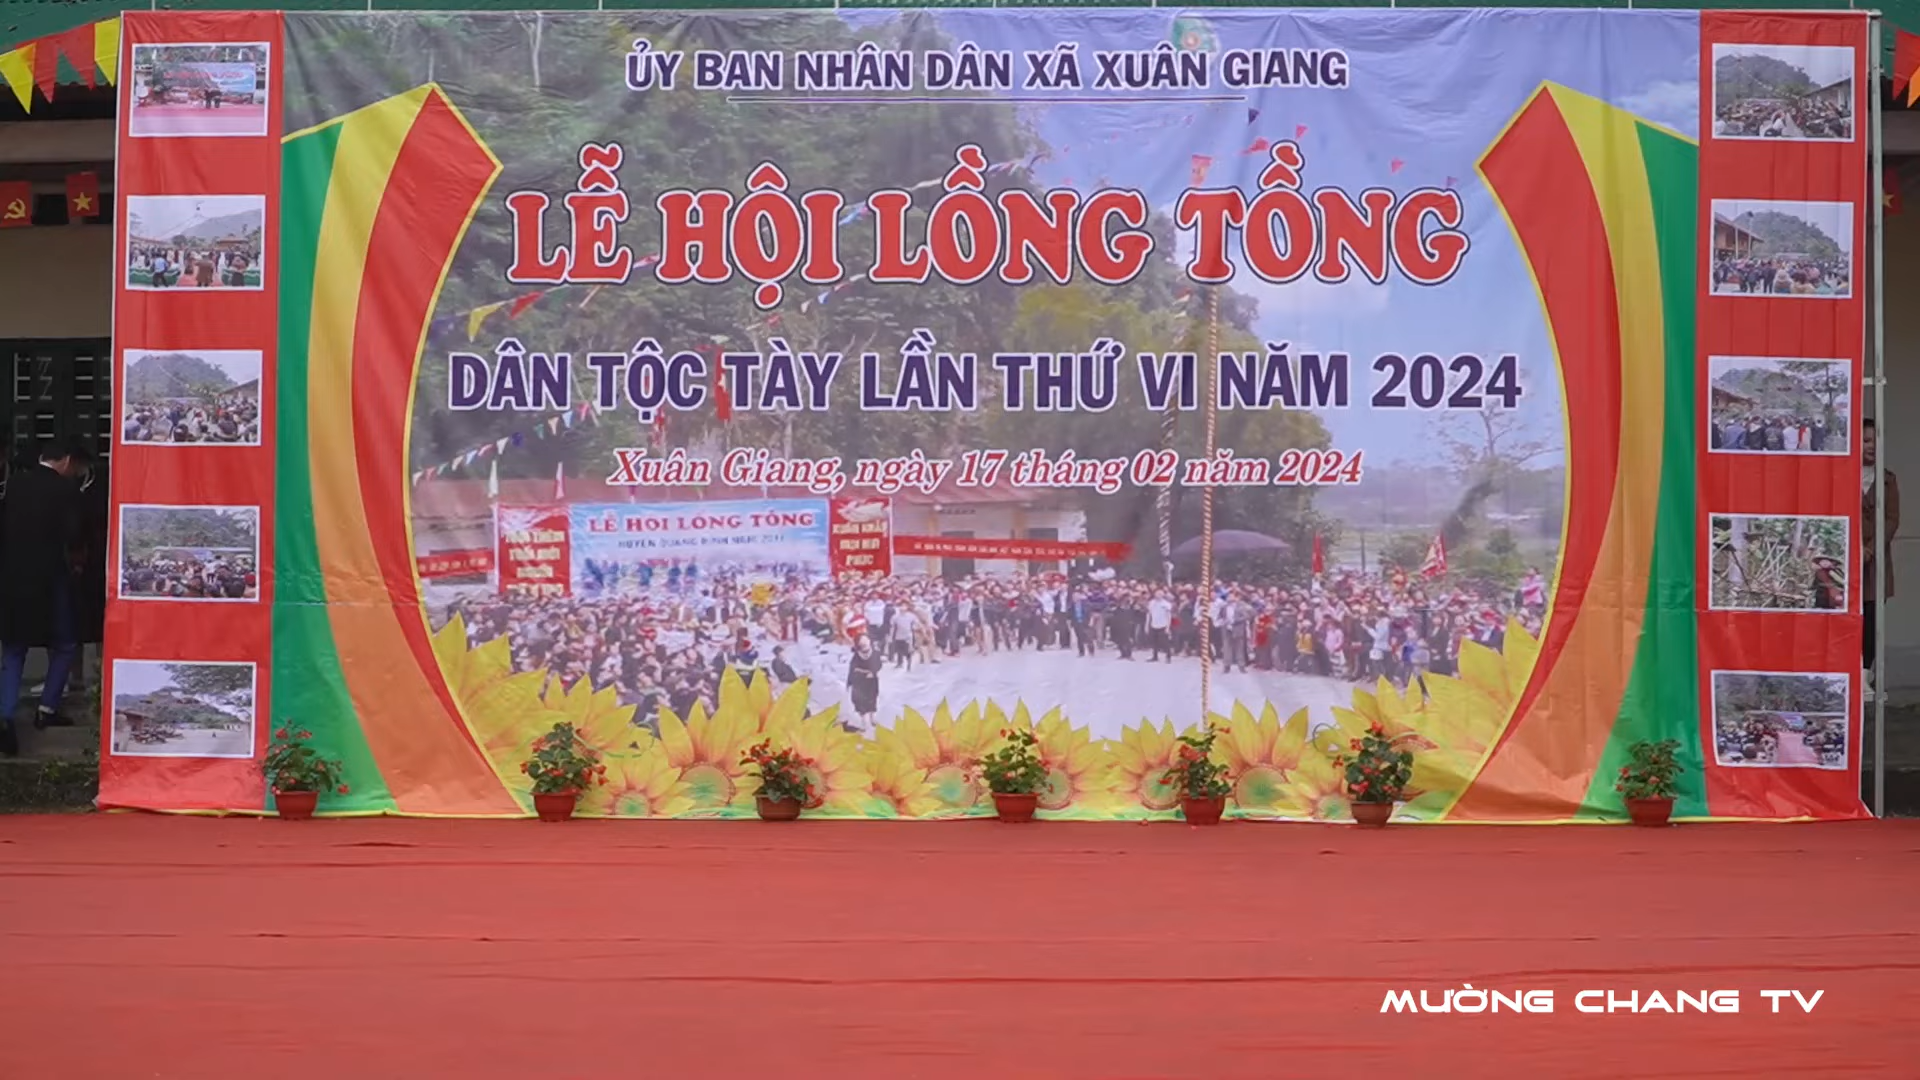 ỦY BAN NHÂN DÂN XÃ XUÂN GIANG
LỄ HỘI LỒNG TỒNG
DÂN TỘC TÀY LẦN THỨ VI NĂM 2024
Xuân Giang, ngày 17 tháng 02 năm 2024
LỄ HỘI LỒNG TỒNG
MƯỜNG CHANG TV